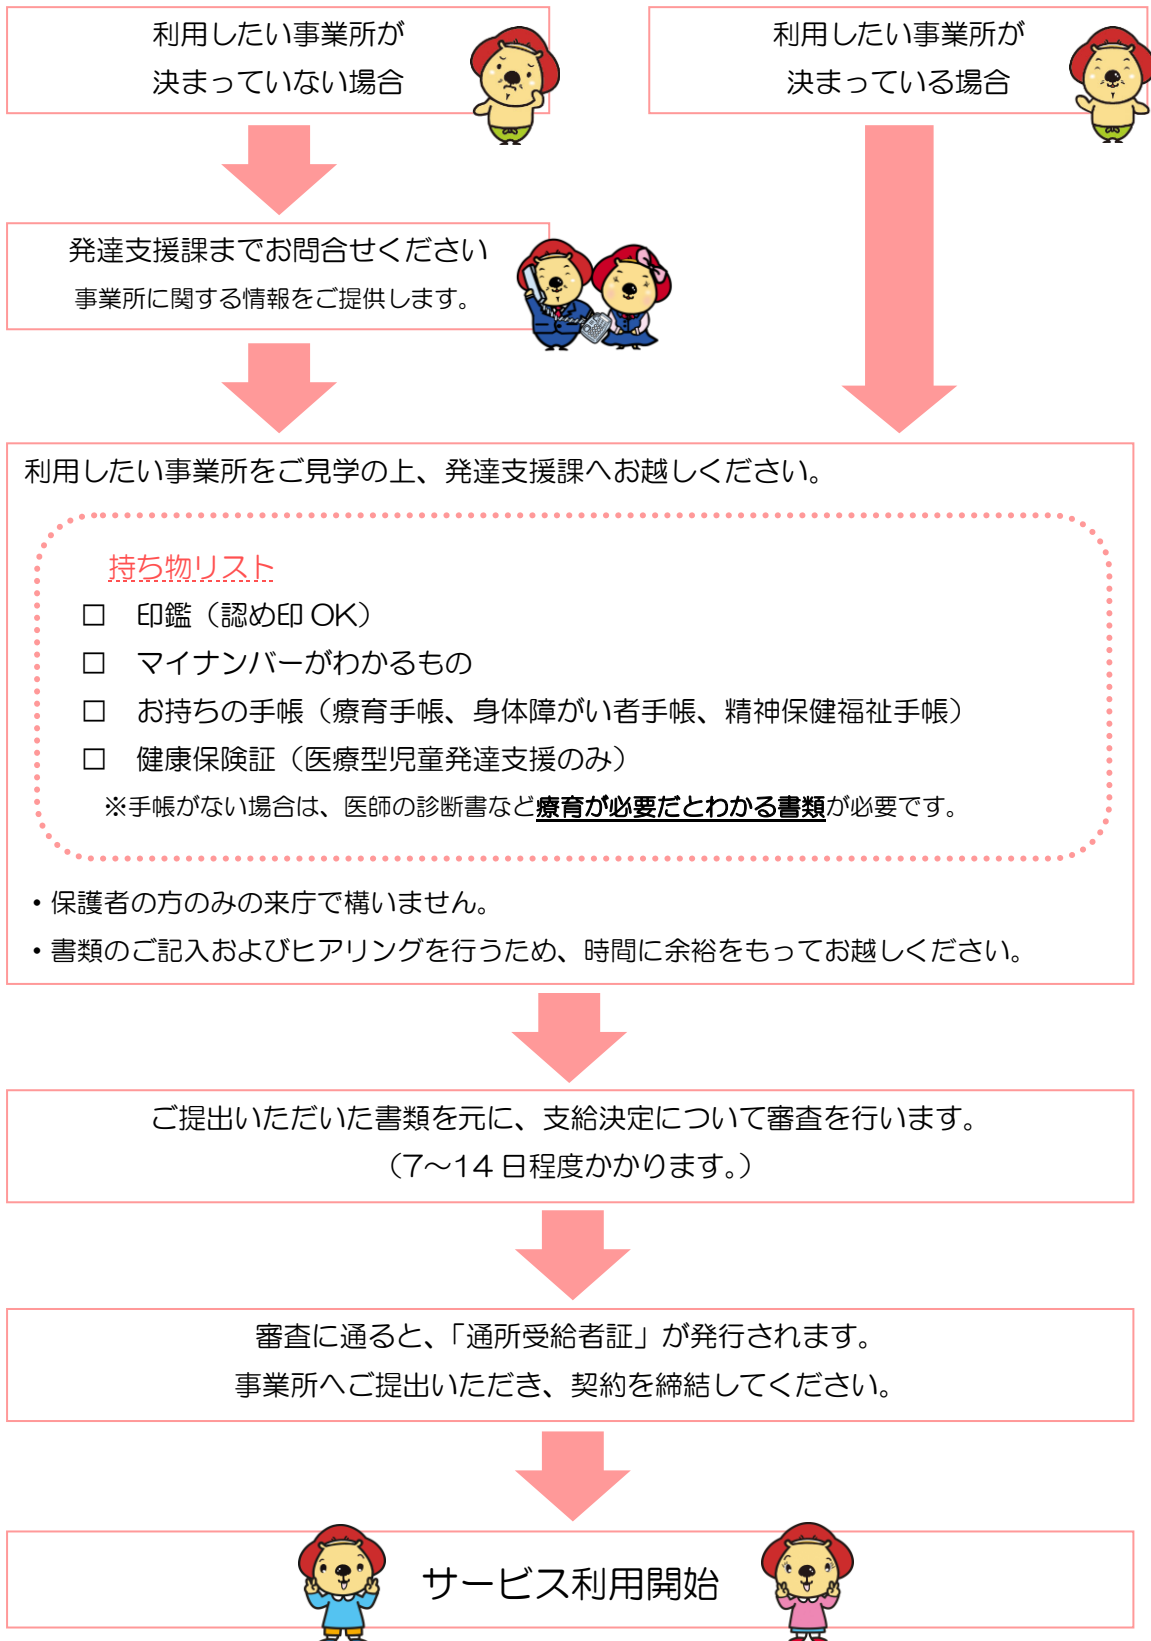 利用したい事業所が
決まっていない場合
利用したい事業所が
決まっている場合
発達支援課までお問合せください
事業所に関する情報をご提供します。
利用したい事業所をご見学の上、発達支援課へお越しください。
持ち物リスト
□ 印鑑（認め印 OK）
□ マイナンバーがわかるもの
□ お持ちの手帳（療育手帳、身体障がい者手帳、精神保健福祉手帳）
□ 健康保険証（医療型児童発達支援のみ）
※手帳がない場合は、医師の診断書など療育が必要だとわかる書類が必要です。
・保護者の方のみの来庁で構いません。
・書類のご記入およびヒアリングを行うため、時間に余裕をもってお越しください。
ご提出いただいた書類を元に、支給決定について審査を行います。
（7～14 日程度かかります。）
審査に通ると、「通所受給者証」が発行されます。
事業所へご提出いただき、契約を締結してください。
サービス利用開始